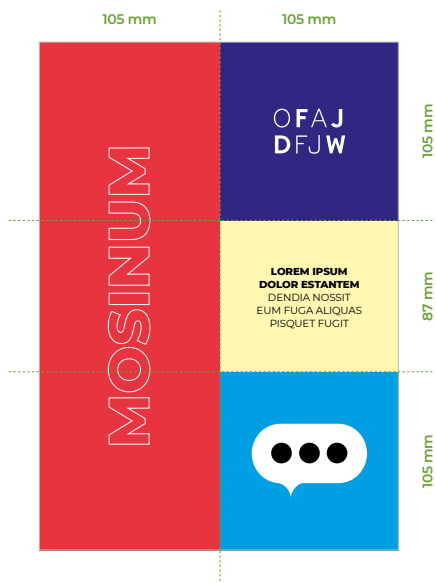 105 mm
105 mm
MOSINUM
OFAJ
DFJW
105 mm
LOREM IPSUM
DOLOR ESTANTEM
DENDIA NOSSIT
EUM FUGA ALIQUAS
PISQUET FUGIT
87 mm
105 mm